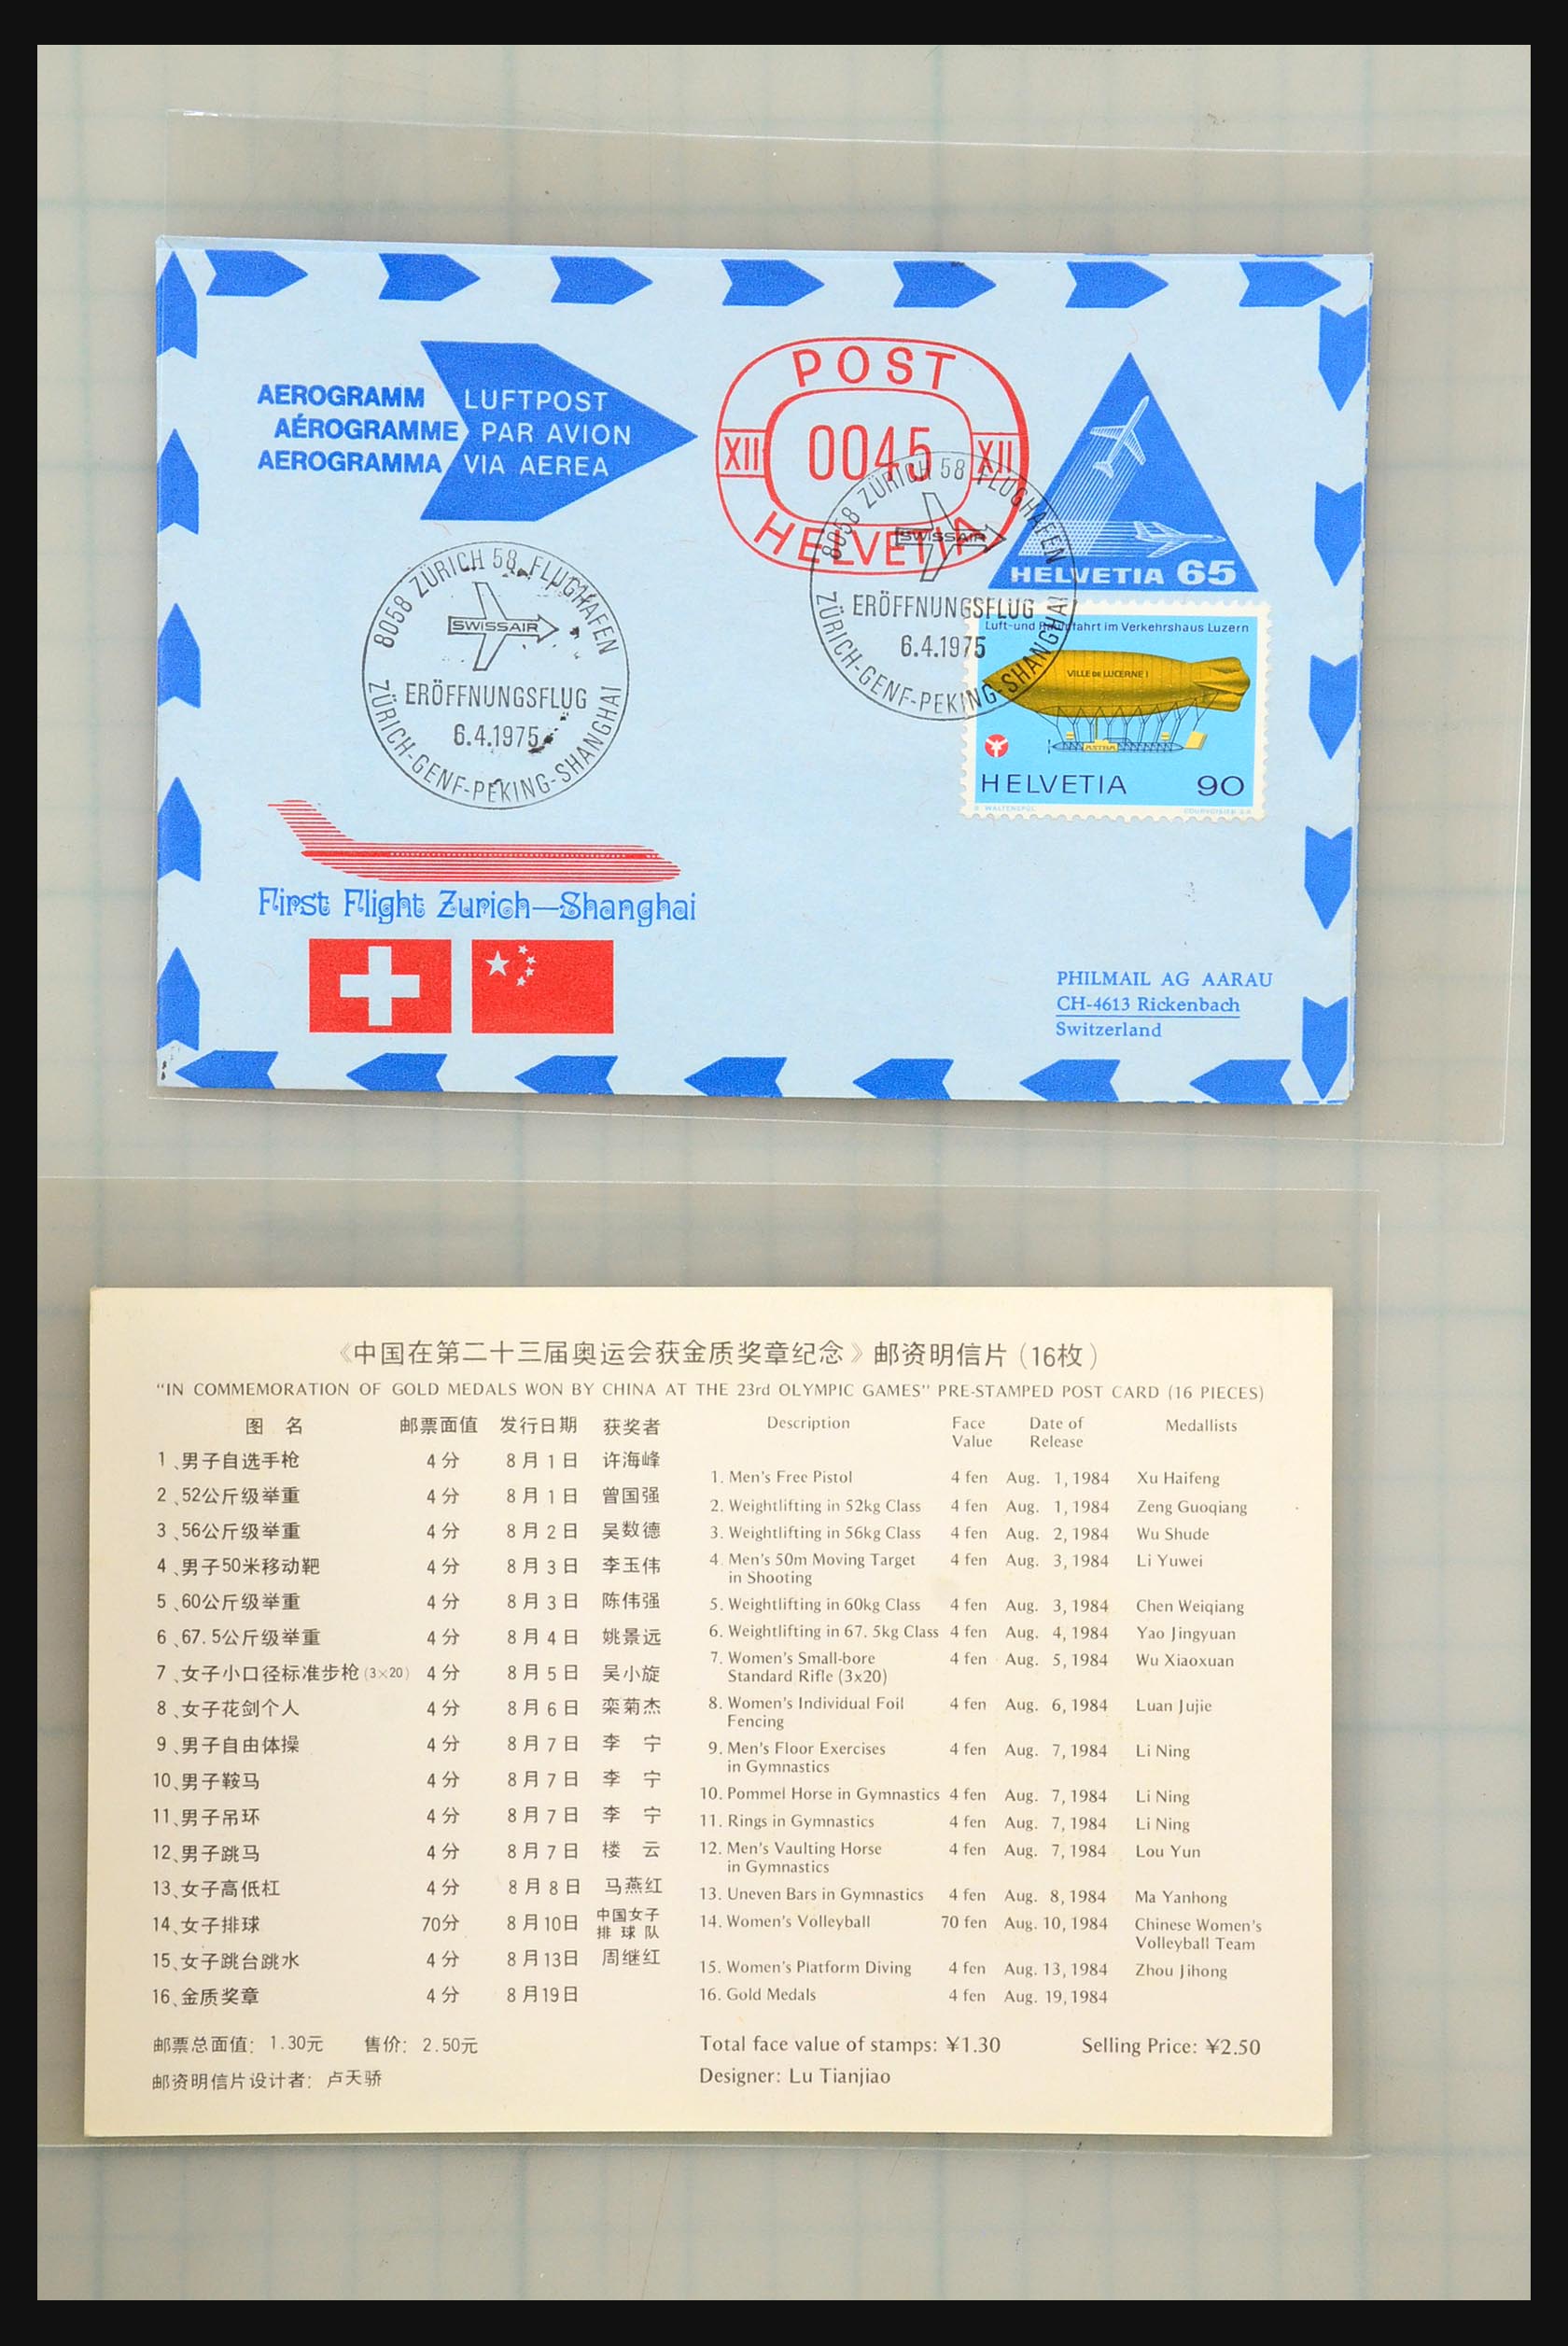 AEROGRAMM LUFTPOST
AÉROGRAMME PAR AVION
AEROGRAMMA VIA AEREA
POST
XII 0045 XII
HELVETIA
HELVETIA 65
8058 ZÜRICH 58 FLUGHAFEN
SWISSAIR
ERÖFFNUNGSFLUG
6.4.1975
ZÜRICH-GENF-PEKING-SHANGHAI
8058 ZÜRICH 58 FLUGHAFEN
SWISSAIR
ERÖFFNUNGSFLUG
6.4.1975
ZÜRICH-GENF-PEKING-SHANGHAI
Luft-und Raumfahrt im Verkehrshaus Luzern
VILLE DE LUCERNE I
ASTRA
HELVETIA 90
COURVOISIER S.A.
First Flight Zurich—Shanghai
PHILMAIL AG AARAU
CH-4613 Rickenbach
Switzerland
《中国在第二十三届奥运会获金质奖章纪念》邮资明信片（16枚）
“IN COMMEMORATION OF GOLD MEDALS WON BY CHINA AT THE 23rd OLYMPIC GAMES” PRE-STAMPED POST CARD (16 PIECES)
图 名 邮票面值 发行日期 获奖者
1、男子自选手枪 4分 8月1日 许海峰
2、52公斤级举重 4分 8月1日 曾国强
3、56公斤级举重 4分 8月2日 吴数德
4、男子50米移动靶 4分 8月3日 李玉伟
5、60公斤级举重 4分 8月3日 陈伟强
6、67.5公斤级举重 4分 8月4日 姚景远
7、女子小口径标准步枪(3×20) 4分 8月5日 吴小旋
8、女子花剑个人 4分 8月6日 栾菊杰
9、男子自由体操 4分 8月7日 李 宁
10、男子鞍马 4分 8月7日 李 宁
11、男子吊环 4分 8月7日 李 宁
12、男子跳马 4分 8月7日 楼 云
13、女子高低杠 4分 8月8日 马燕红
14、女子排球 70分 8月10日 中国女子
排 球 队
15、女子跳台跳水 4分 8月13日 周继红
16、金质奖章 4分 8月19日
邮票总面值：1.30元 售价：2.50元
邮资明信片设计者：卢天骄
Description Face Date of Medallists
Value Release
1. Men's Free Pistol 4 fen Aug. 1, 1984 Xu Haifeng
2. Weightlifting in 52kg Class 4 fen Aug. 1, 1984 Zeng Guoqiang
3. Weightlifting in 56kg Class 4 fen Aug. 2, 1984 Wu Shude
4. Men's 50m Moving Target 4 fen Aug. 3, 1984 Li Yuwei
in Shooting
5. Weightlifting in 60kg Class 4 fen Aug. 3, 1984 Chen Weiqiang
6. Weightlifting in 67. 5kg Class 4 fen Aug. 4, 1984 Yao Jingyuan
7. Women's Small-bore 4 fen Aug. 5, 1984 Wu Xiaoxuan
Standard Rifle (3x20)
8. Women's Individual Foil 4 fen Aug. 6, 1984 Luan Jujie
Fencing
9. Men's Floor Exercises 4 fen Aug. 7, 1984 Li Ning
in Gymnastics
10. Pommel Horse in Gymnastics 4 fen Aug. 7, 1984 Li Ning
11. Rings in Gymnastics 4 fen Aug. 7, 1984 Li Ning
12. Men's Vaulting Horse 4 fen Aug. 7, 1984 Lou Yun
in Gymnastics
13. Uneven Bars in Gymnastics 4 fen Aug. 8, 1984 Ma Yanhong
14. Women's Volleyball 70 fen Aug. 10, 1984 Chinese Women's
Volleyball Team
15. Women's Platform Diving 4 fen Aug. 13, 1984 Zhou Jihong
16. Gold Medals 4 fen Aug. 19, 1984
Total face value of stamps: ¥1.30 Selling Price: ¥2.50
Designer: Lu Tianjiao